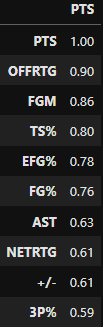 PTS
PTS 1.00
OFFRTG 0.90
FGM 0.86
TS% 0.80
EFG% 0.78
FG% 0.76
AST 0.63
NETRTG 0.61
+/- 0.61
3P% 0.59